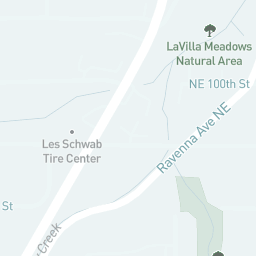 LaVilla Meadows
Natural Area
NE 100th St
Les Schwab
Tire Center
Ravenna Ave NE
St
Creek